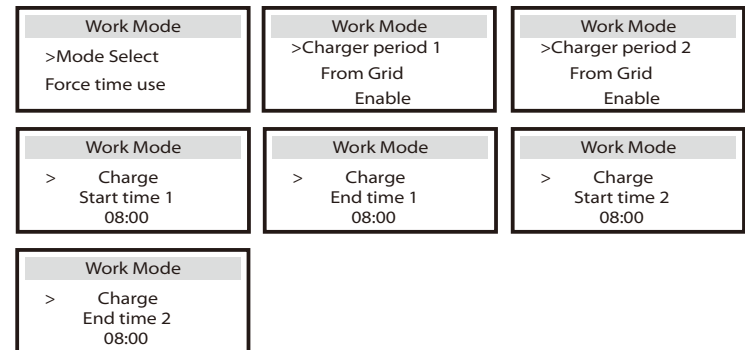 Work Mode
>Mode Select
Force time use
Work Mode
>Charger period 1
From Grid
Enable
Work Mode
>Charger period 2
From Grid
Enable
Work Mode
> Charge
Start time 1
08:00
Work Mode
> Charge
End time 1
08:00
Work Mode
> Charge
Start time 2
08:00
Work Mode
> Charge
End time 2
08:00